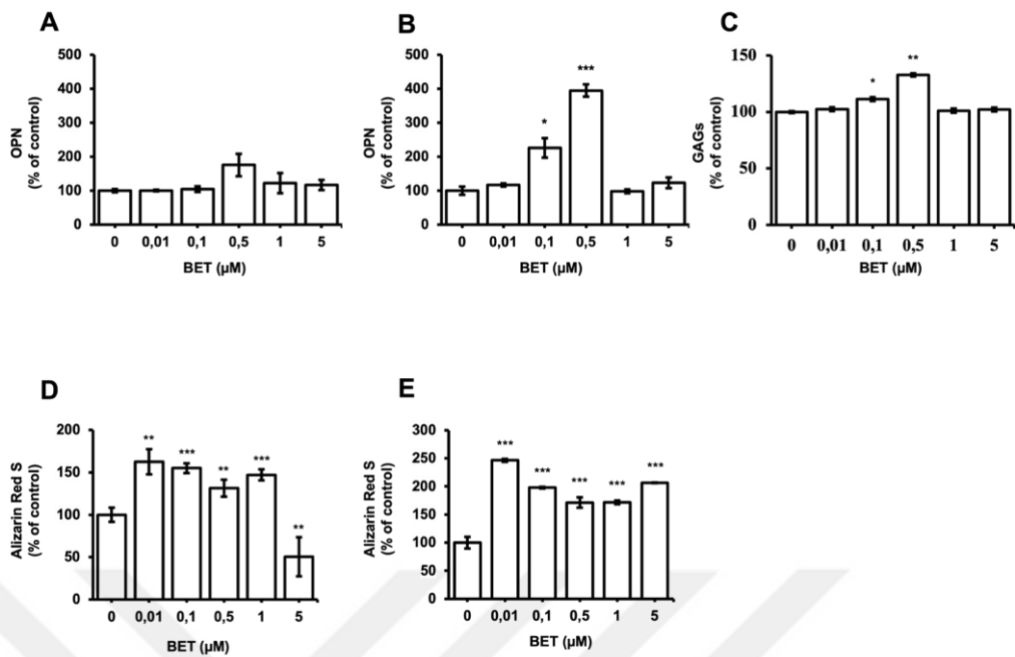 A
OPN
(% of control)
500
400
300
200
100
0
0 0,01 0,1 0,5 1 5
BET (µM)
B
OPN
(% of control)
500
400
300
200
100
0
*
***
0 0,01 0,1 0,5 1 5
BET (µM)
C
GAGs
(% of control)
150
100
50
0
*
**
0 0,01 0,1 0,5 1 5
BET (µM)
D
Alizarin Red S
(% of control)
200
150
100
50
0
** *** ** *** **
0 0,01 0,1 0,5 1 5
BET (µM)
E
Alizarin Red S
(% of control)
300
250
200
150
100
50
0
*** *** *** *** ***
0 0,01 0,1 0,5 1 5
BET (µM)